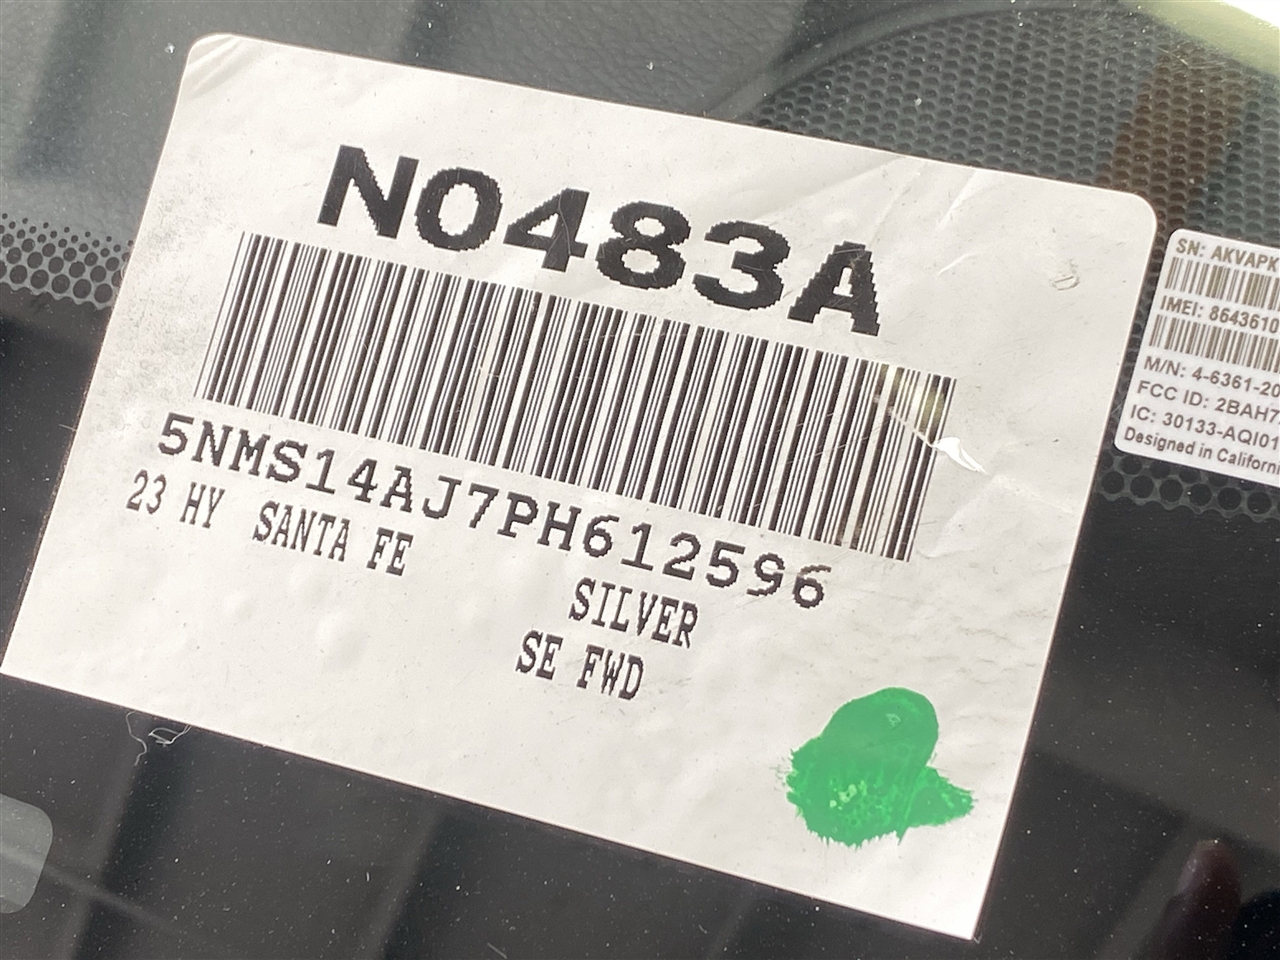 N0483A
5NMS14AJ7PH612596
23 HY SANTA FE
SILVER
SE FWD
SN: AKVAPK
IMEI: 8643610
M/N: 4-6361-20
FCC ID: 2BAH7
IC: 30133-AQI01
Designed in California